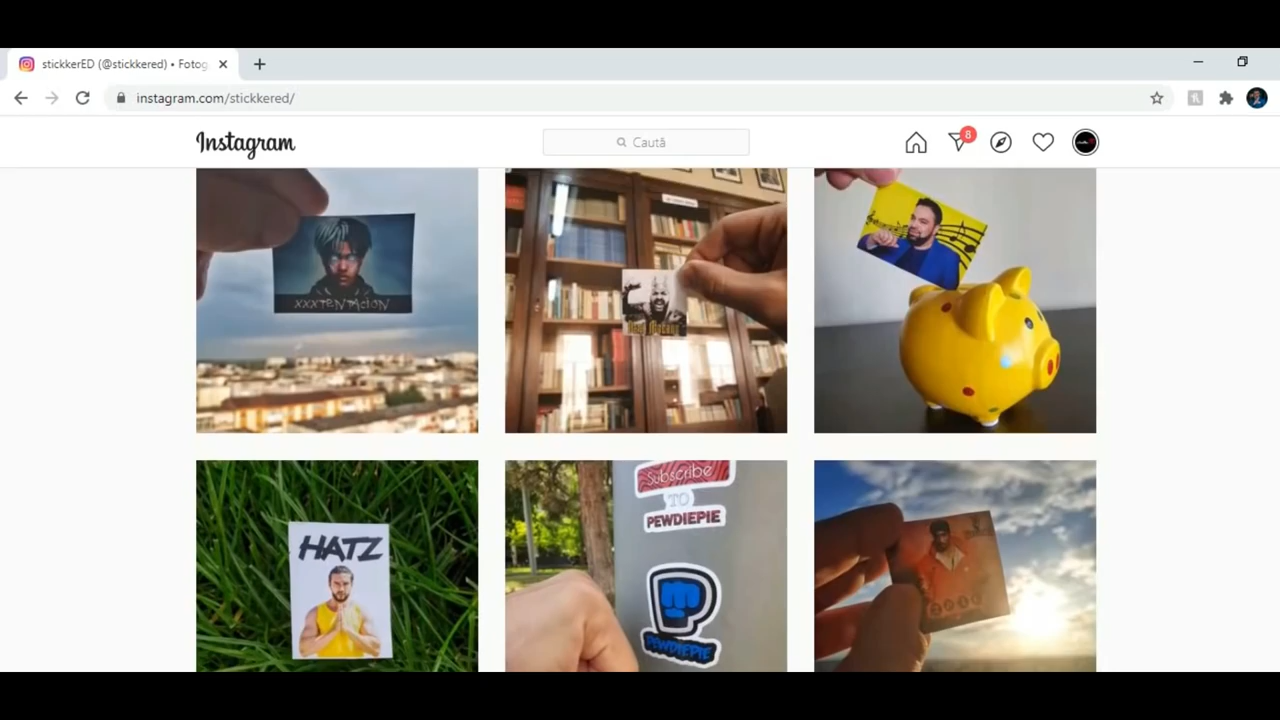 stickkerED (@stickkered) • Fotog
instagram.com/stickkered/
Instagram
Caută
8
XXXTENTACION
HATZ
Subscribe
TO
PEWDIEPIE
PEWDIEPIE